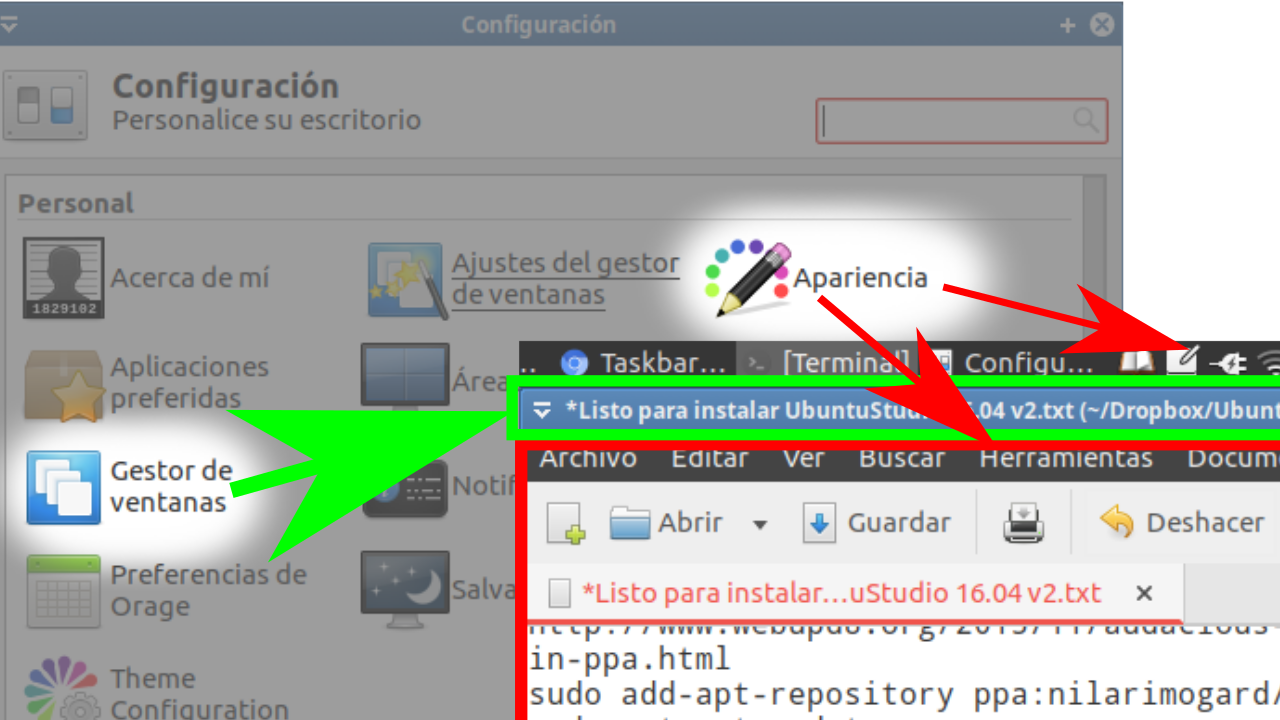 Configuración
Configuración
Personalice su escritorio
Personal
Acerca de mí
1829102
Ajustes del gestor
de ventanas
Apariencia
Aplicaciones
preferidas
Área
Gestor de
ventanas
Notif
Preferencias de
Orage
Salva
Theme
Configuration
.. Taskbar... [Terminal] Configu...
*Listo para instalar UbuntuStud 6.04 v2.txt (~/Dropbox/Ubunt
Archivo Editar Ver Buscar Herramientas Docum
Abrir Guardar Deshacer
*Listo para instalar...uStudio 16.04 v2.txt
in-ppa.html
sudo add-apt-repository ppa:nilarimogard/